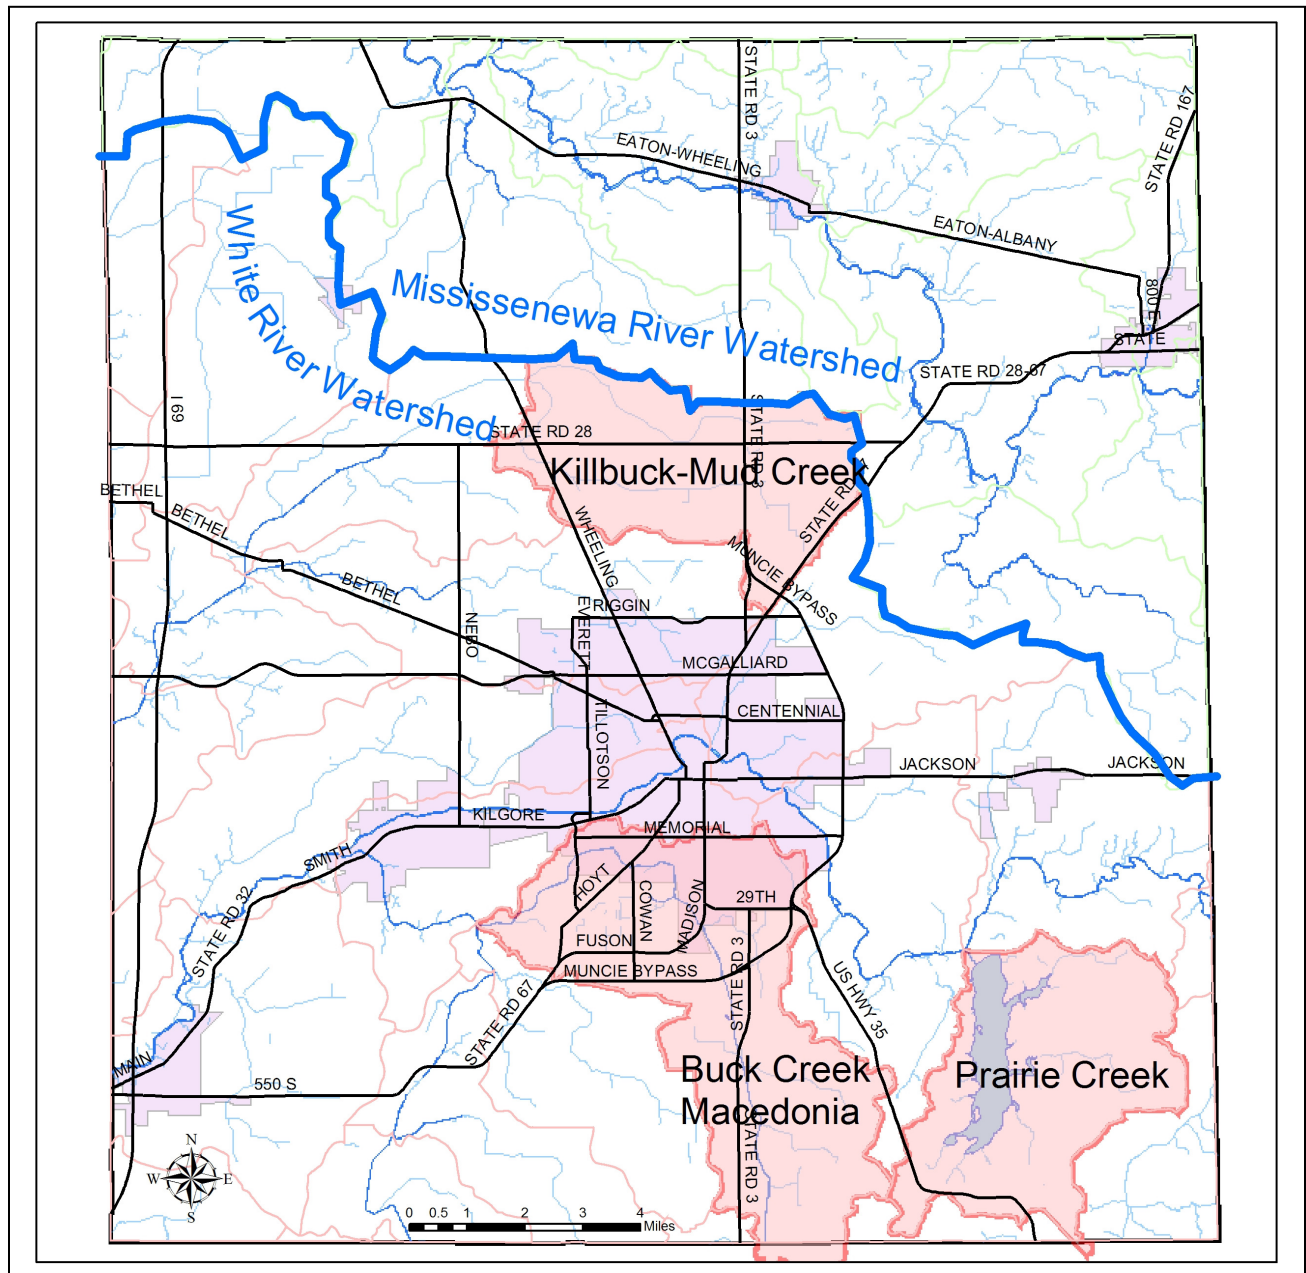 STATE RD 3
STATE RD 167
EATON-WHEELING
EATON-ALBANY
White River Watershed
Mississenewa River Watershed
800 E
STATE
STATE RD 28-67
I 69
STATE RD 28
STATE RD 3
Killbuck-Mud Creek
BETHEL
BETHEL
BETHEL
WHEELING
STATE RD
MUNCIE BYPASS
NEBO
EVERETT
RIGGIN
MCGALLIARD
TILLOTSON
CENTENNIAL
JACKSON
JACKSON
KILGORE
MEMORIAL
SMITH
HOYT
COWAN
MADISON
29TH
STATE RD 32
FUSON
MUNCIE BYPASS
STATE RD 3
US HWY 35
STATE RD 67
MAIN
550 S
Buck Creek
Macedonia
Prairie Creek
STATE RD 3
N
W
E
S
0 0.5 1 2 3 4
Miles